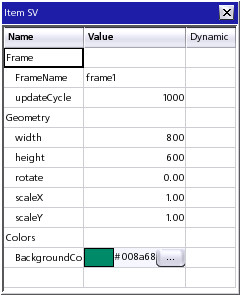 Item SV
Name Value Dynamic
Frame
FrameName frame1
updateCycle 1000
Geometry
width 800
height 600
rotate 0.00
scaleX 1.00
scaleY 1.00
Colors
BackgroundCo #008a68 ...